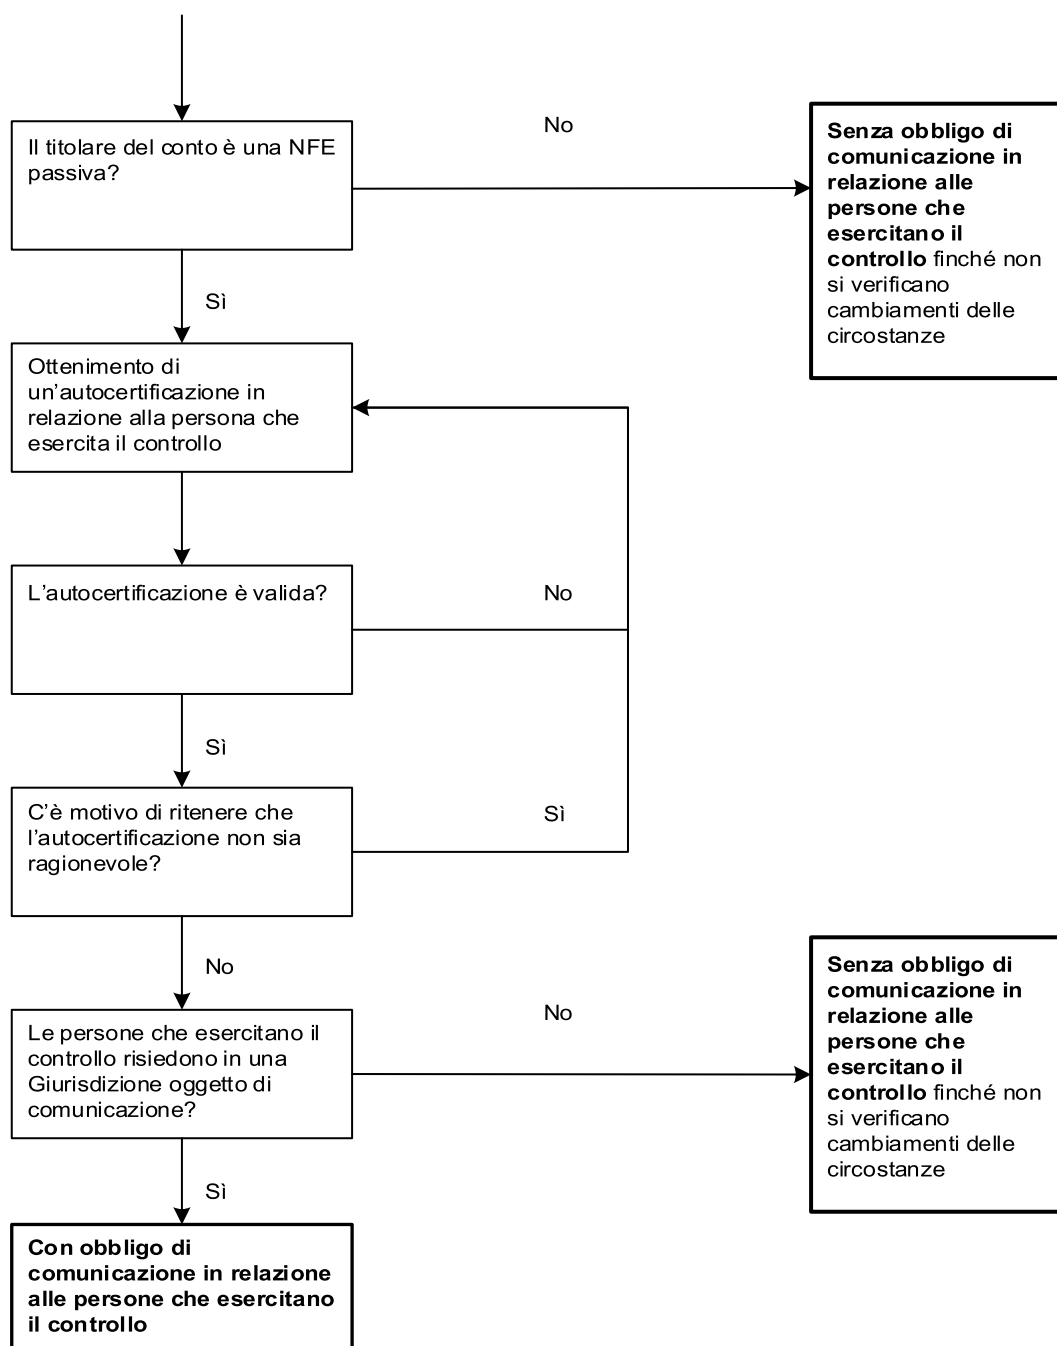 Il titolare del conto è una NFE
passiva?
No
Senza obbligo di
comunicazione in
relazione alle
persone che
esercitano il
controllo finché non
si verificano
cambiamenti delle
circostanze
Sì
Ottenimento di
un'autocertificazione in
relazione alla persona che
esercita il controllo
L'autocertificazione è valida?
No
Sì
C'è motivo di ritenere che
l'autocertificazione non sia
ragionevole?
Sì
No
Le persone che esercitano il
controllo risiedono in una
Giurisdizione oggetto di
comunicazione?
No
Senza obbligo di
comunicazione in
relazione alle
persone che
esercitano il
controllo finché non
si verificano
cambiamenti delle
circostanze
Sì
Con obbligo di
comunicazione in relazione
alle persone che esercitano
il controllo